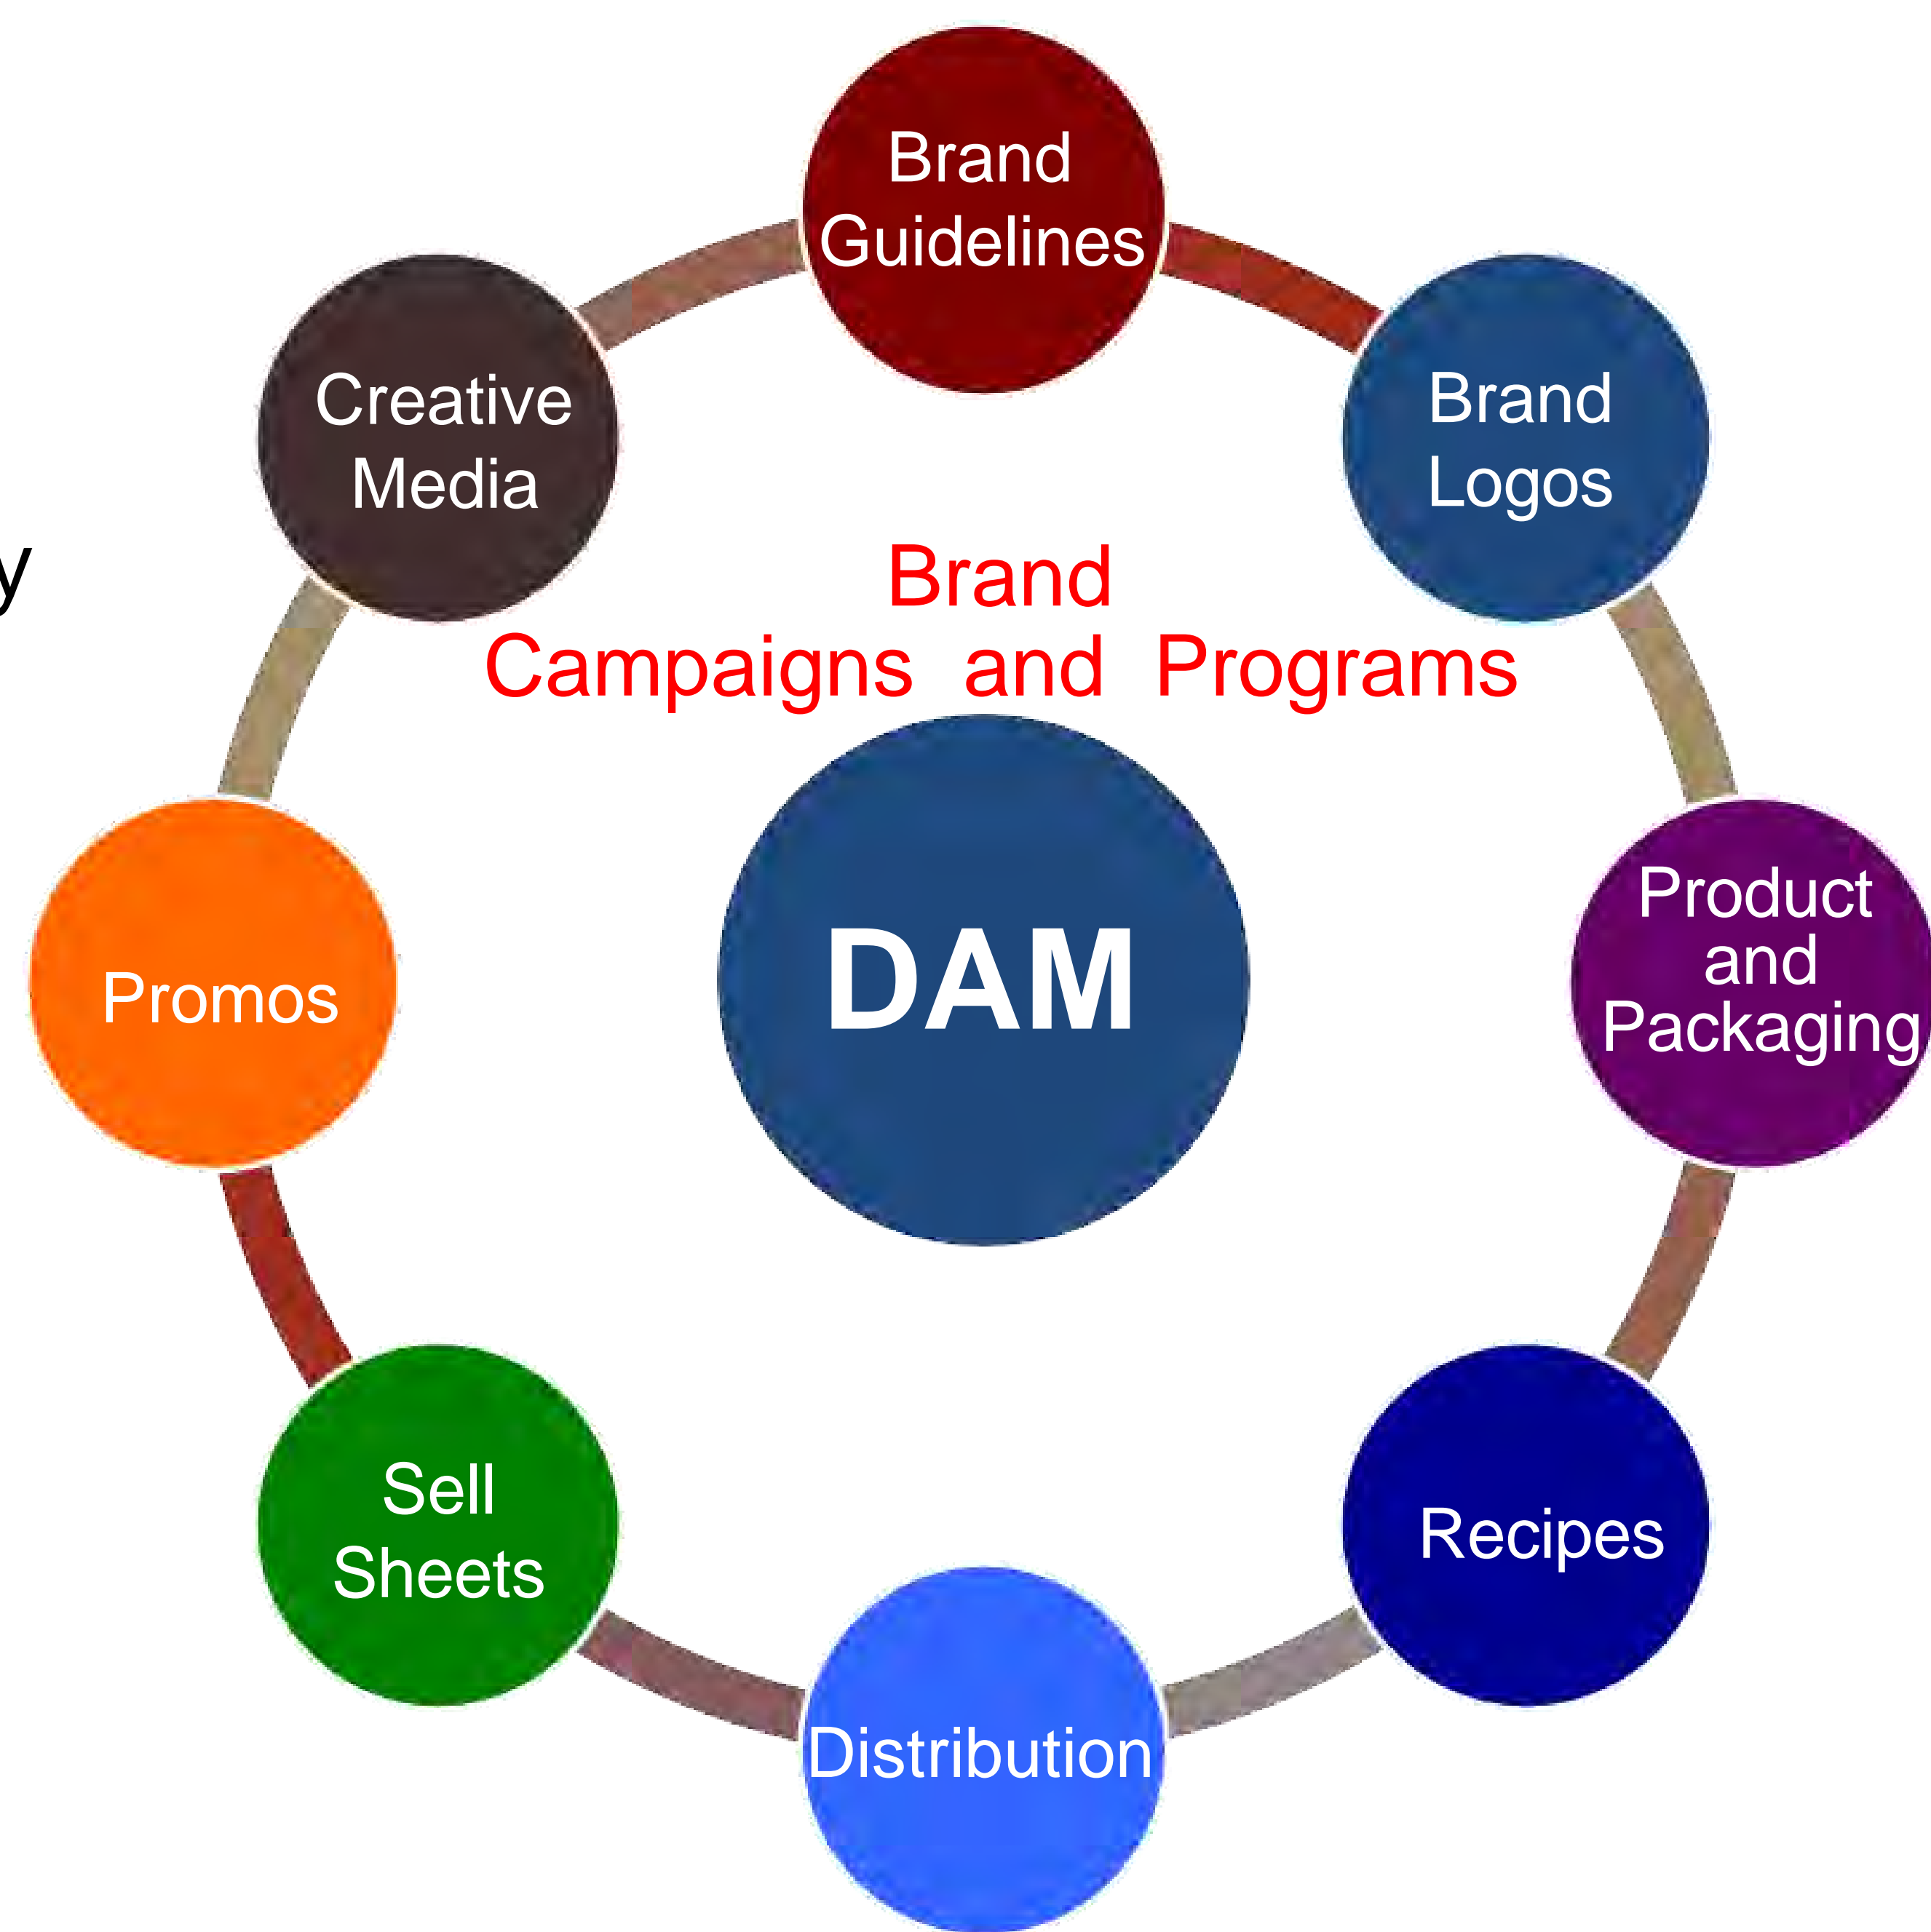 Brand
Guidelines
Brand
Logos
Creative
Media
y
Brand
Campaigns and Programs
Product
and
Packaging
DAM
Promos
Sell
Sheets
Recipes
Distribution